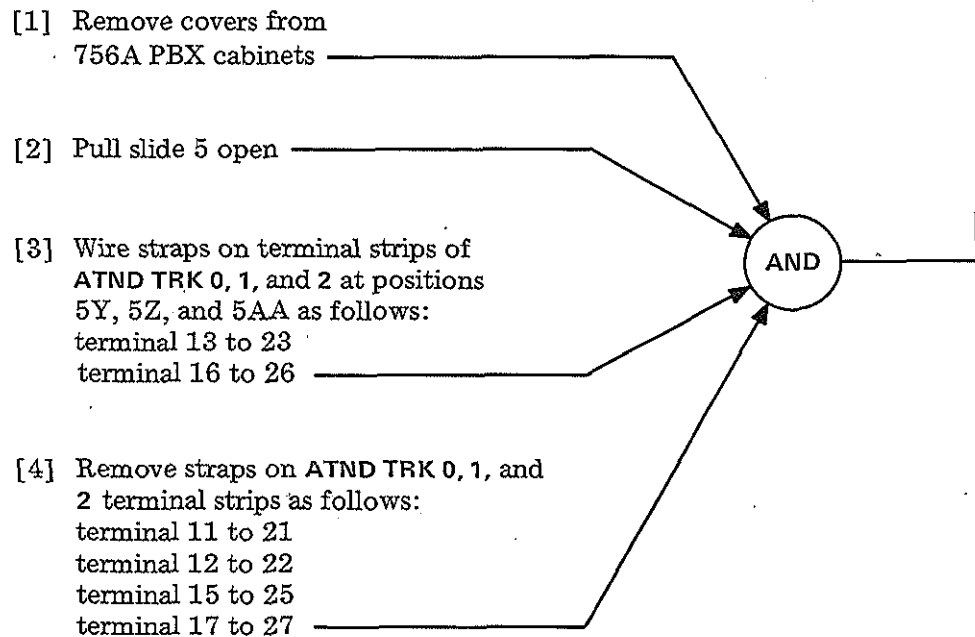 [1] Remove covers from
756A PBX cabinets
[2] Pull slide 5 open
[3] Wire straps on terminal strips of
ATND TRK 0, 1, and 2 at positions
5Y, 5Z, and 5AA as follows:
terminal 13 to 23
terminal 16 to 26
AND
[4] Remove straps on ATND TRK 0, 1, and
2 terminal strips as follows:
terminal 11 to 21
terminal 12 to 22
terminal 15 to 25
terminal 17 to 27